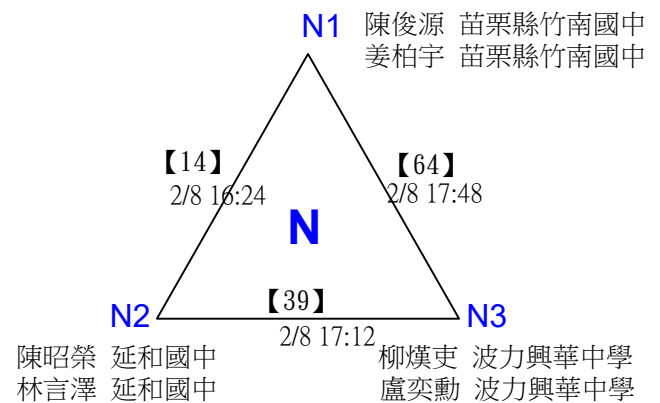 N1 陳俊源 苗栗縣竹南國中
姜柏宇 苗栗縣竹南國中
【14】
2/8 16:24
【64】
2/8 17:48
N
【39】
2/8 17:12
N2
陳昭榮 延和國中
林言澤 延和國中
N3
柳熯吏 波力興華中學
盧奕勳 波力興華中學